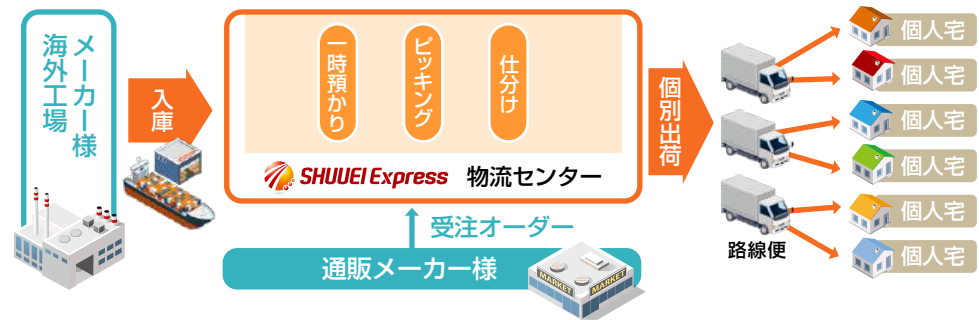 メーカー様
海外工場
入庫
一時預かり
ピッキング
仕分け
SHUUEI Express 物流センター
受注オーダー
通販メーカー様
MARKET
MARKET
個別出荷
路線便
個人宅
個人宅
個人宅
個人宅
個人宅
個人宅